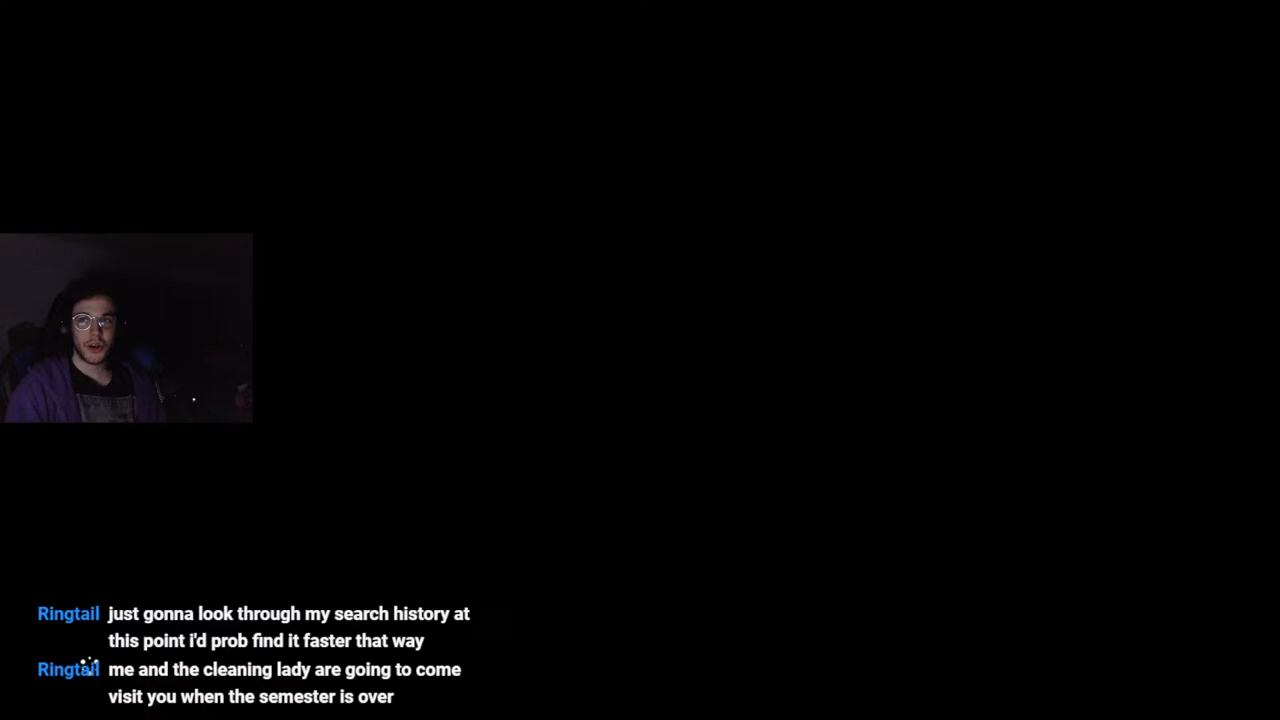 Ringtail just gonna look through my search history at
this point i'd prob find it faster that way
Ringtail me and the cleaning lady are going to come
visit you when the semester is over